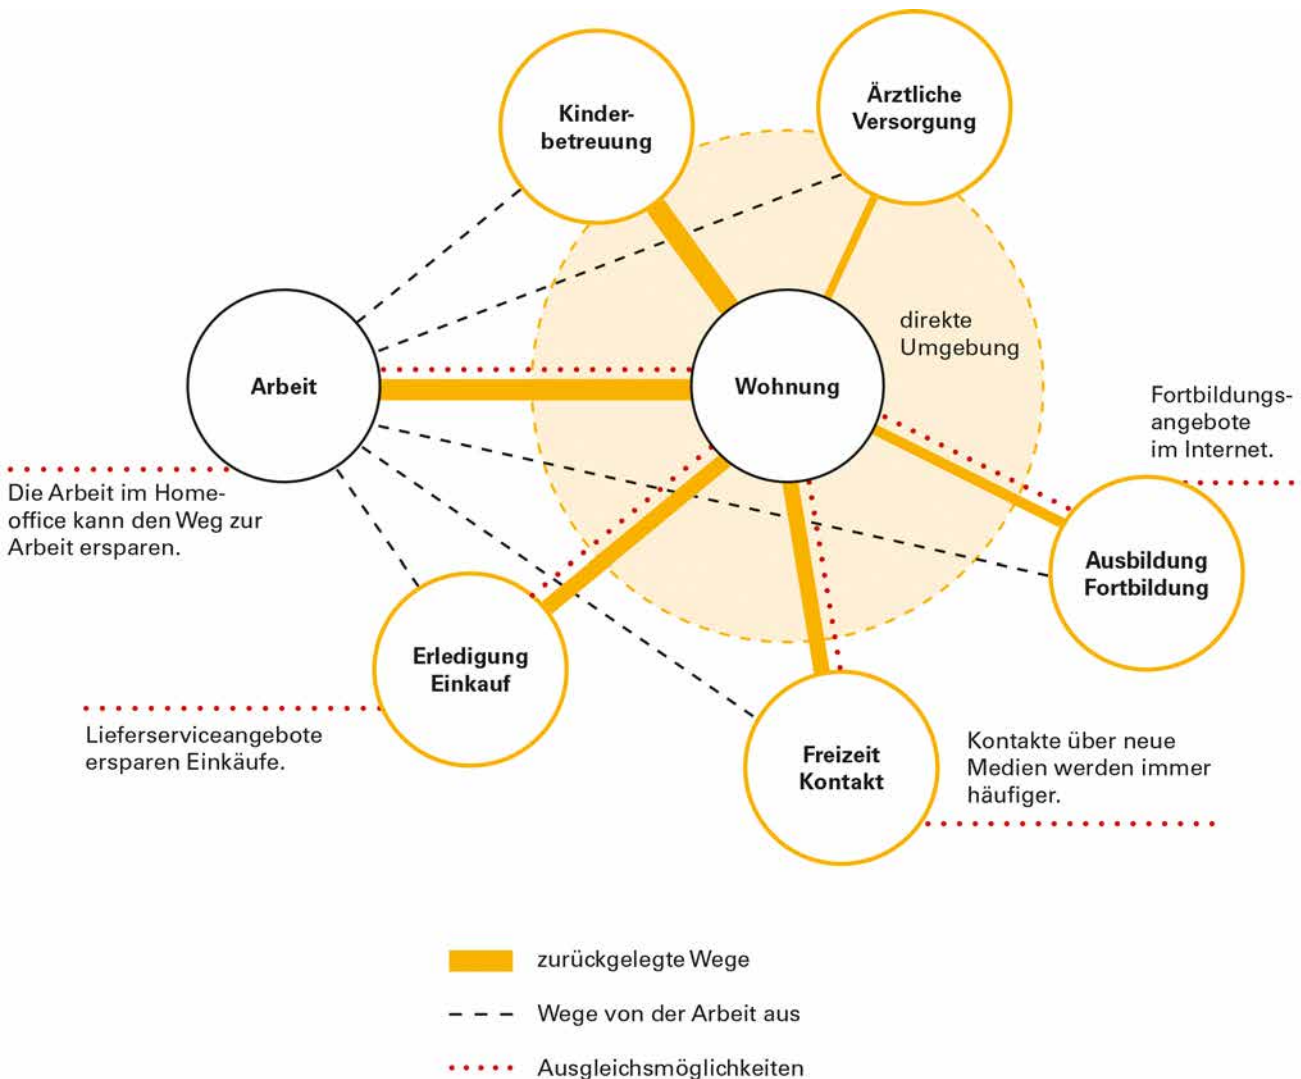 Kinder-
betreuung
Ärztliche
Versorgung
direkte
Umgebung
Arbeit
Wohnung
Fortbildungs-
angebote
im Internet.
Die Arbeit im Home-
office kann den Weg zur
Arbeit ersparen.
Ausbildung
Fortbildung
Erledigung
Einkauf
Lieferserviceangebote
ersparen Einkäufe.
Freizeit
Kontakt
Kontakte über neue
Medien werden immer
häufiger.
zurückgelegte Wege
Wege von der Arbeit aus
Ausgleichsmöglichkeiten